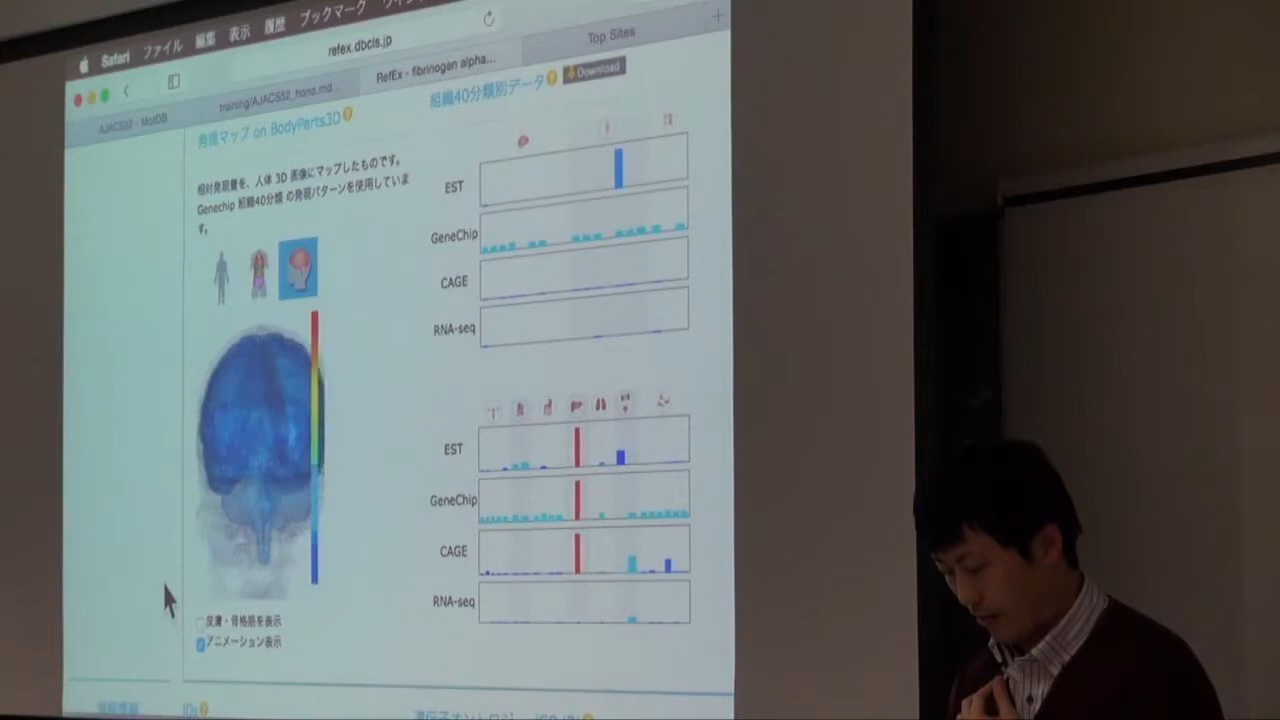 Safari ファイル 編集 表示 履歴 ブックマーク
refex.dbcls.jp
AJACS52 - MotDB
training/AJACS52_hono.md...
RefEx - fibrinogen alpha...
Top Sites
発現マップ on BodyParts3D
相対発現量を、人体 3D 画像にマップしたものです。
Genechip 組織40分類 の発現パターンを使用していま
す。
皮膚・骨格筋を表示
アニメーション表示
組織40分類別データ
Download
EST
GeneChip
CAGE
RNA-seq
EST
GeneChip
CAGE
RNA-seq
IDs